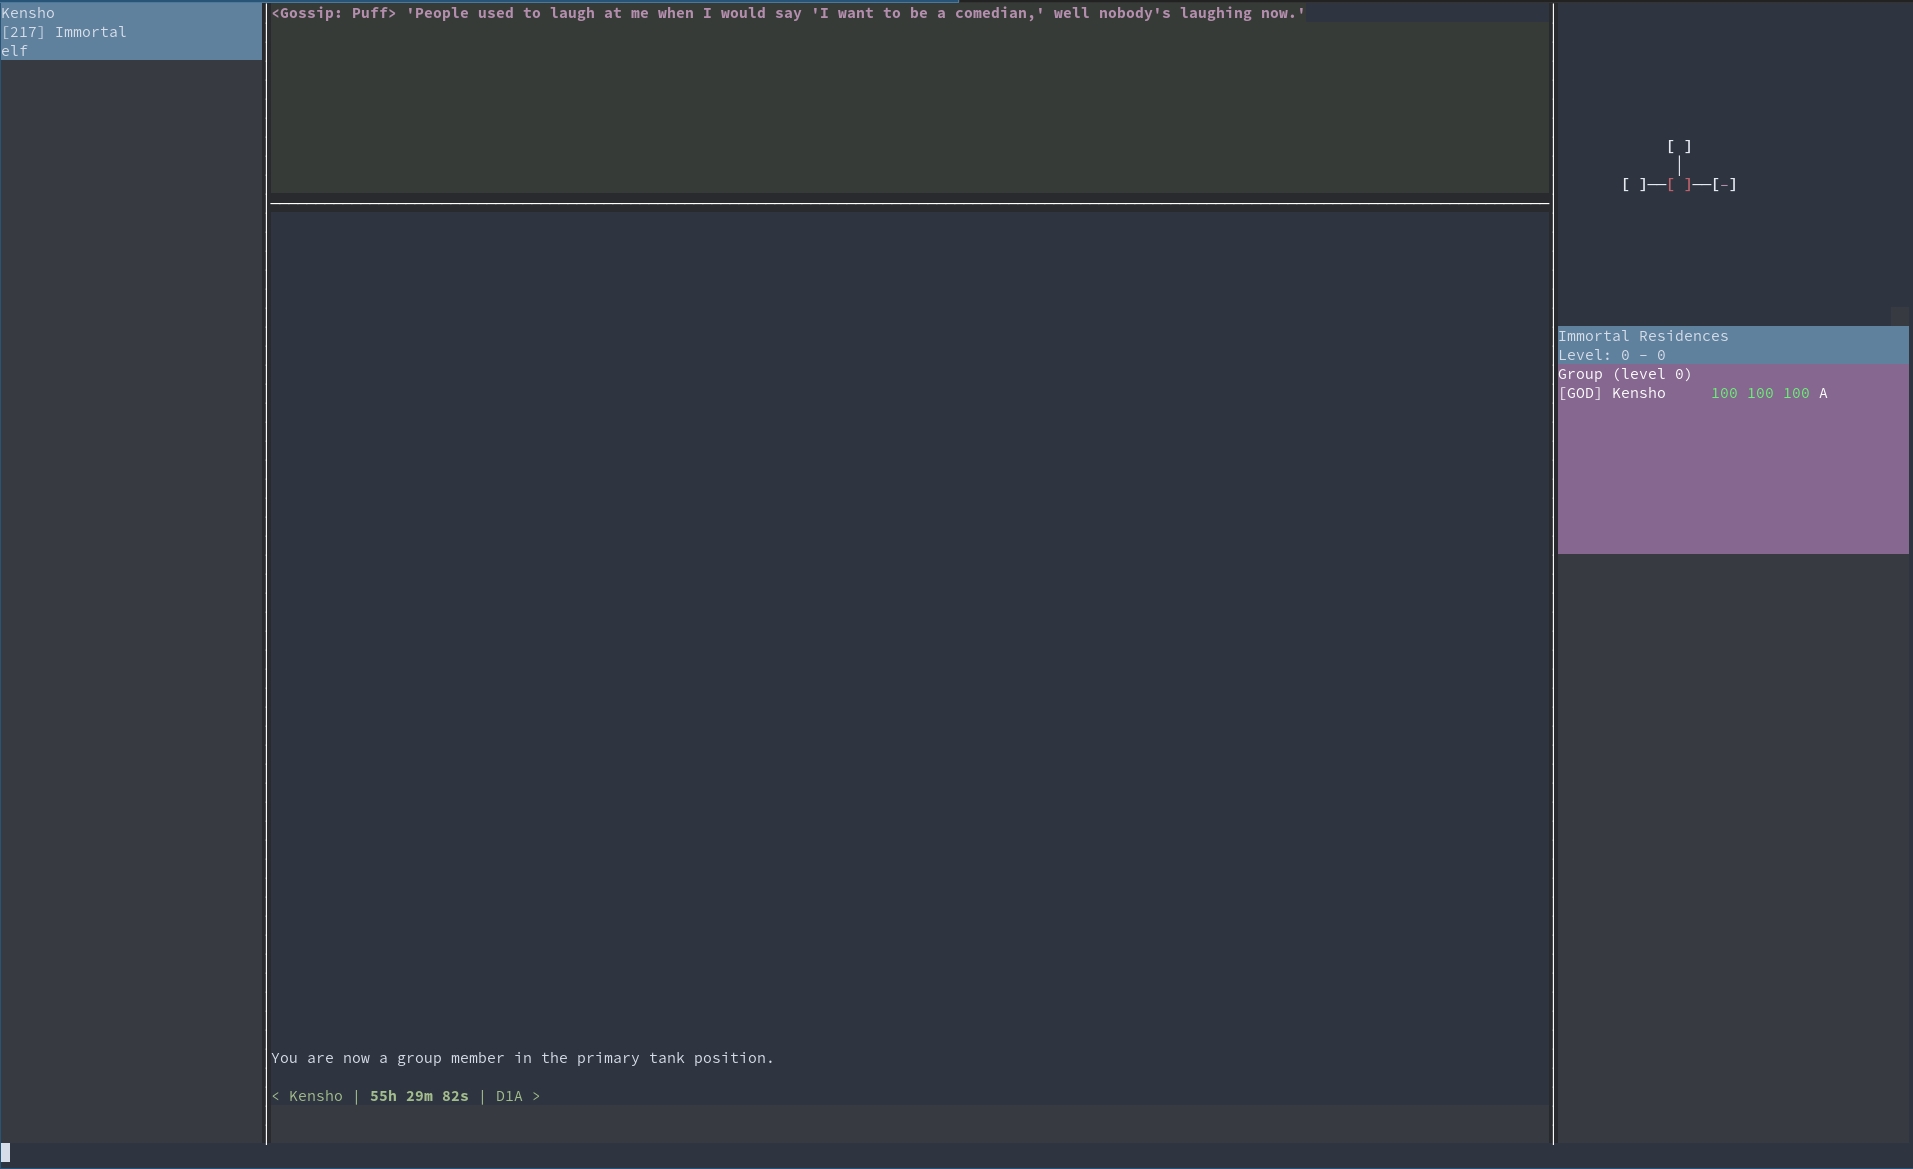 Kensho
[217] Immortal
elf
<Gossip: Puff> 'People used to laugh at me when I would say 'I want to be a comedian,' well nobody's laughing now.'
[ ]
|
[ ]——[ ]——[-]
Immortal Residences
Level: 0 - 0
Group (level 0)
[GOD] Kensho     100 100 100 A
You are now a group member in the primary tank position.
< Kensho | 55h 29m 82s | D1A >